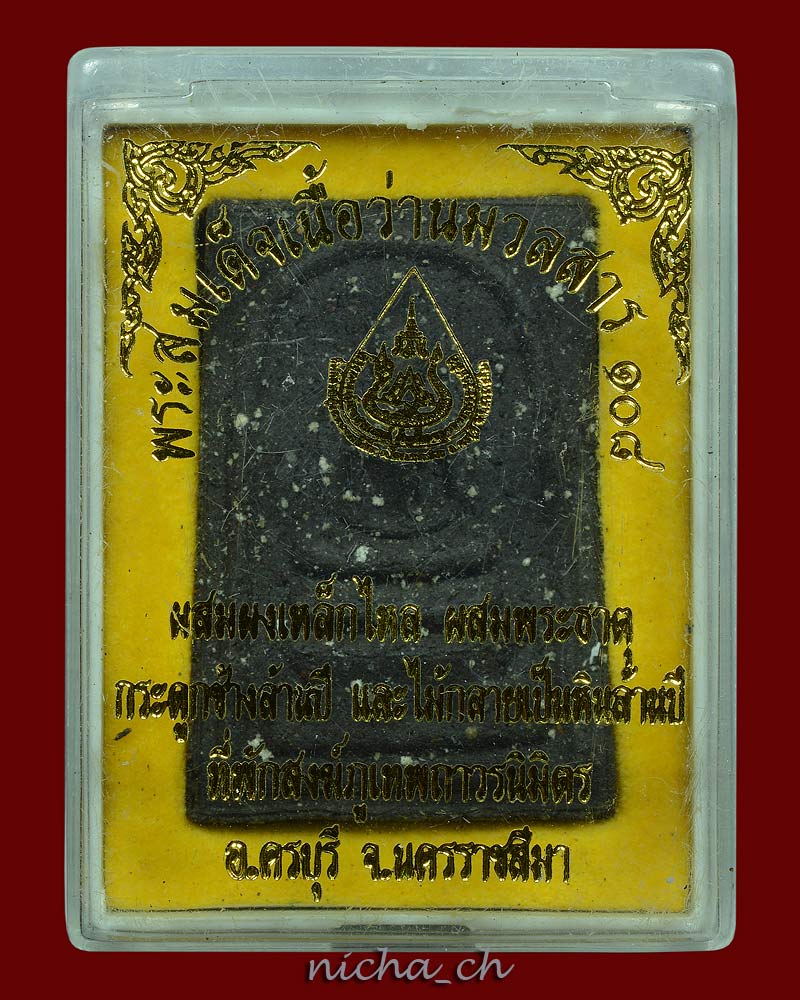 พระสมเด็จเนื้อว่านมวลสาร ๑๐๘
ผสมผงเหล็กไหล ผสมพระธาตุ
กระดูกช้างล้านปี และไม้กลายเป็นหินล้านปี
ที่พักสงฆ์ภูเทพถาวรนิมิตร
อ.ครบุรี จ.นครราชสีมา
nicha_ch